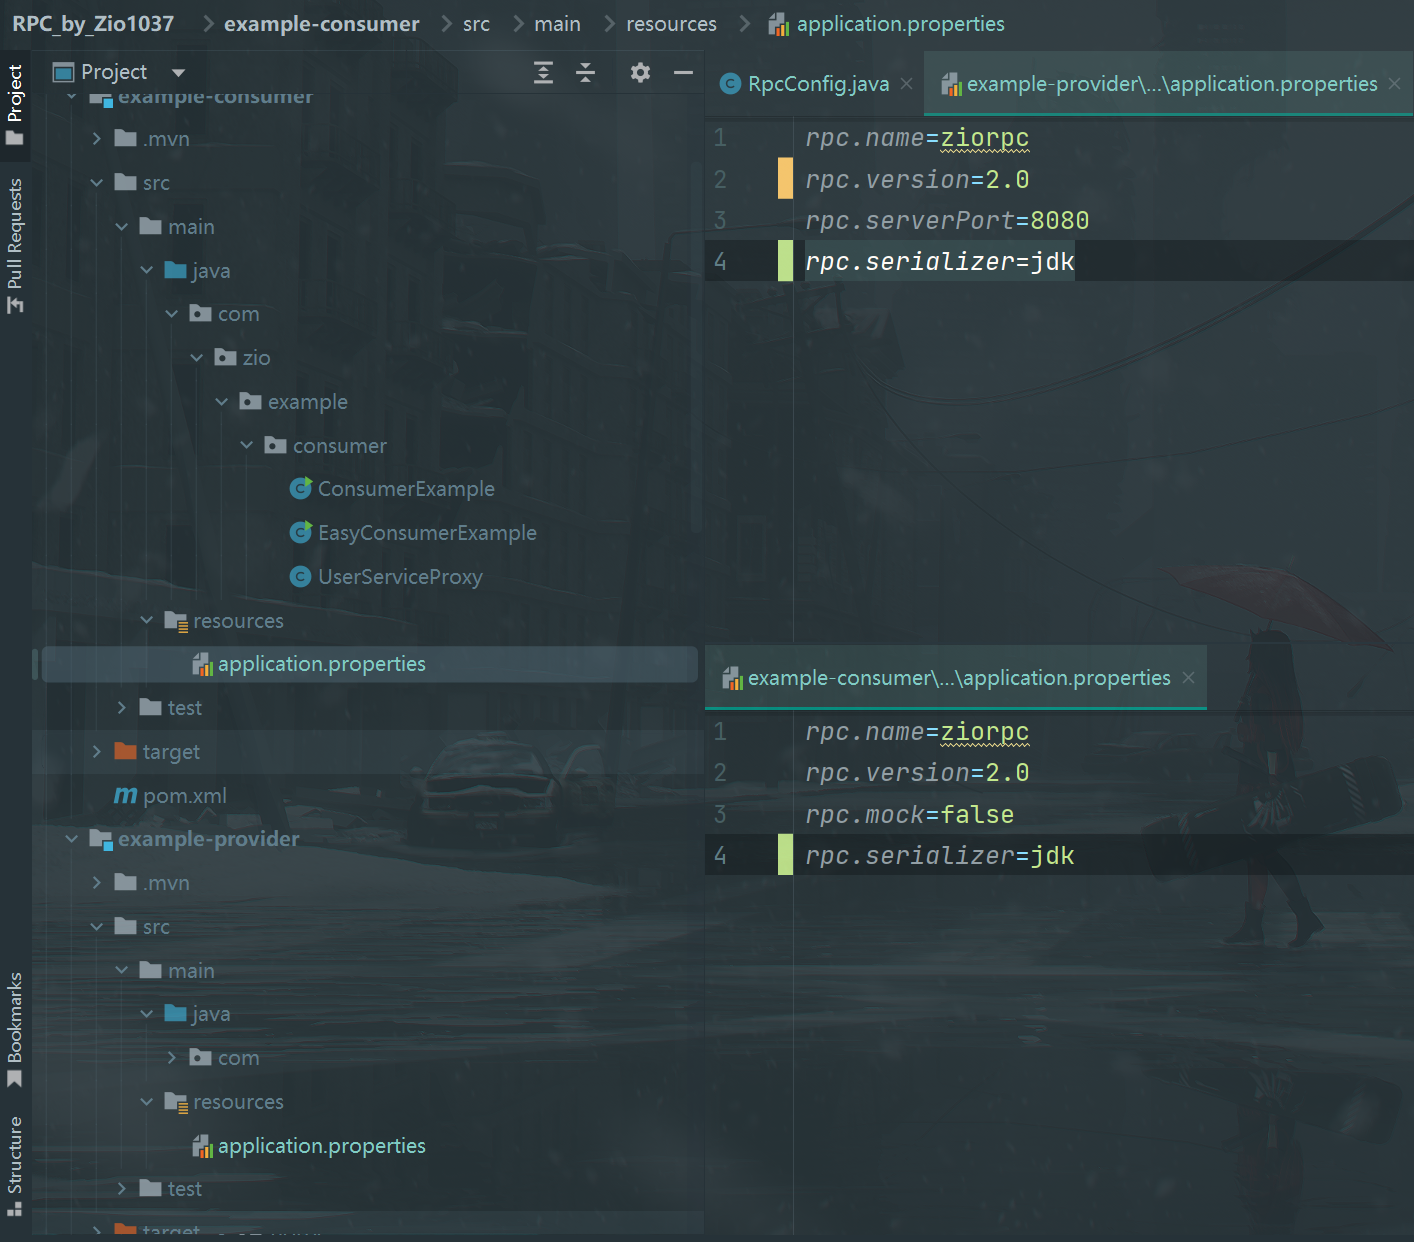 RPC_by_Zio1037 example-consumer src main resources application.properties
Project
Project
Pull Requests
Bookmarks
Structure
example-consumer
.mvn
src
main
java
com
zio
example
consumer
ConsumerExample
EasyConsumerExample
UserServiceProxy
resources
application.properties
test
target
pom.xml
example-provider
.mvn
src
main
java
com
resources
application.properties
test
target
RpcConfig.java example-provider\...\application.properties
1 rpc.name=ziorpc
2 rpc.version=2.0
3 rpc.serverPort=8080
4 rpc.serializer=jdk
example-consumer\...\application.properties
1 rpc.name=ziorpc
2 rpc.version=2.0
3 rpc.mock=false
4 rpc.serializer=jdk